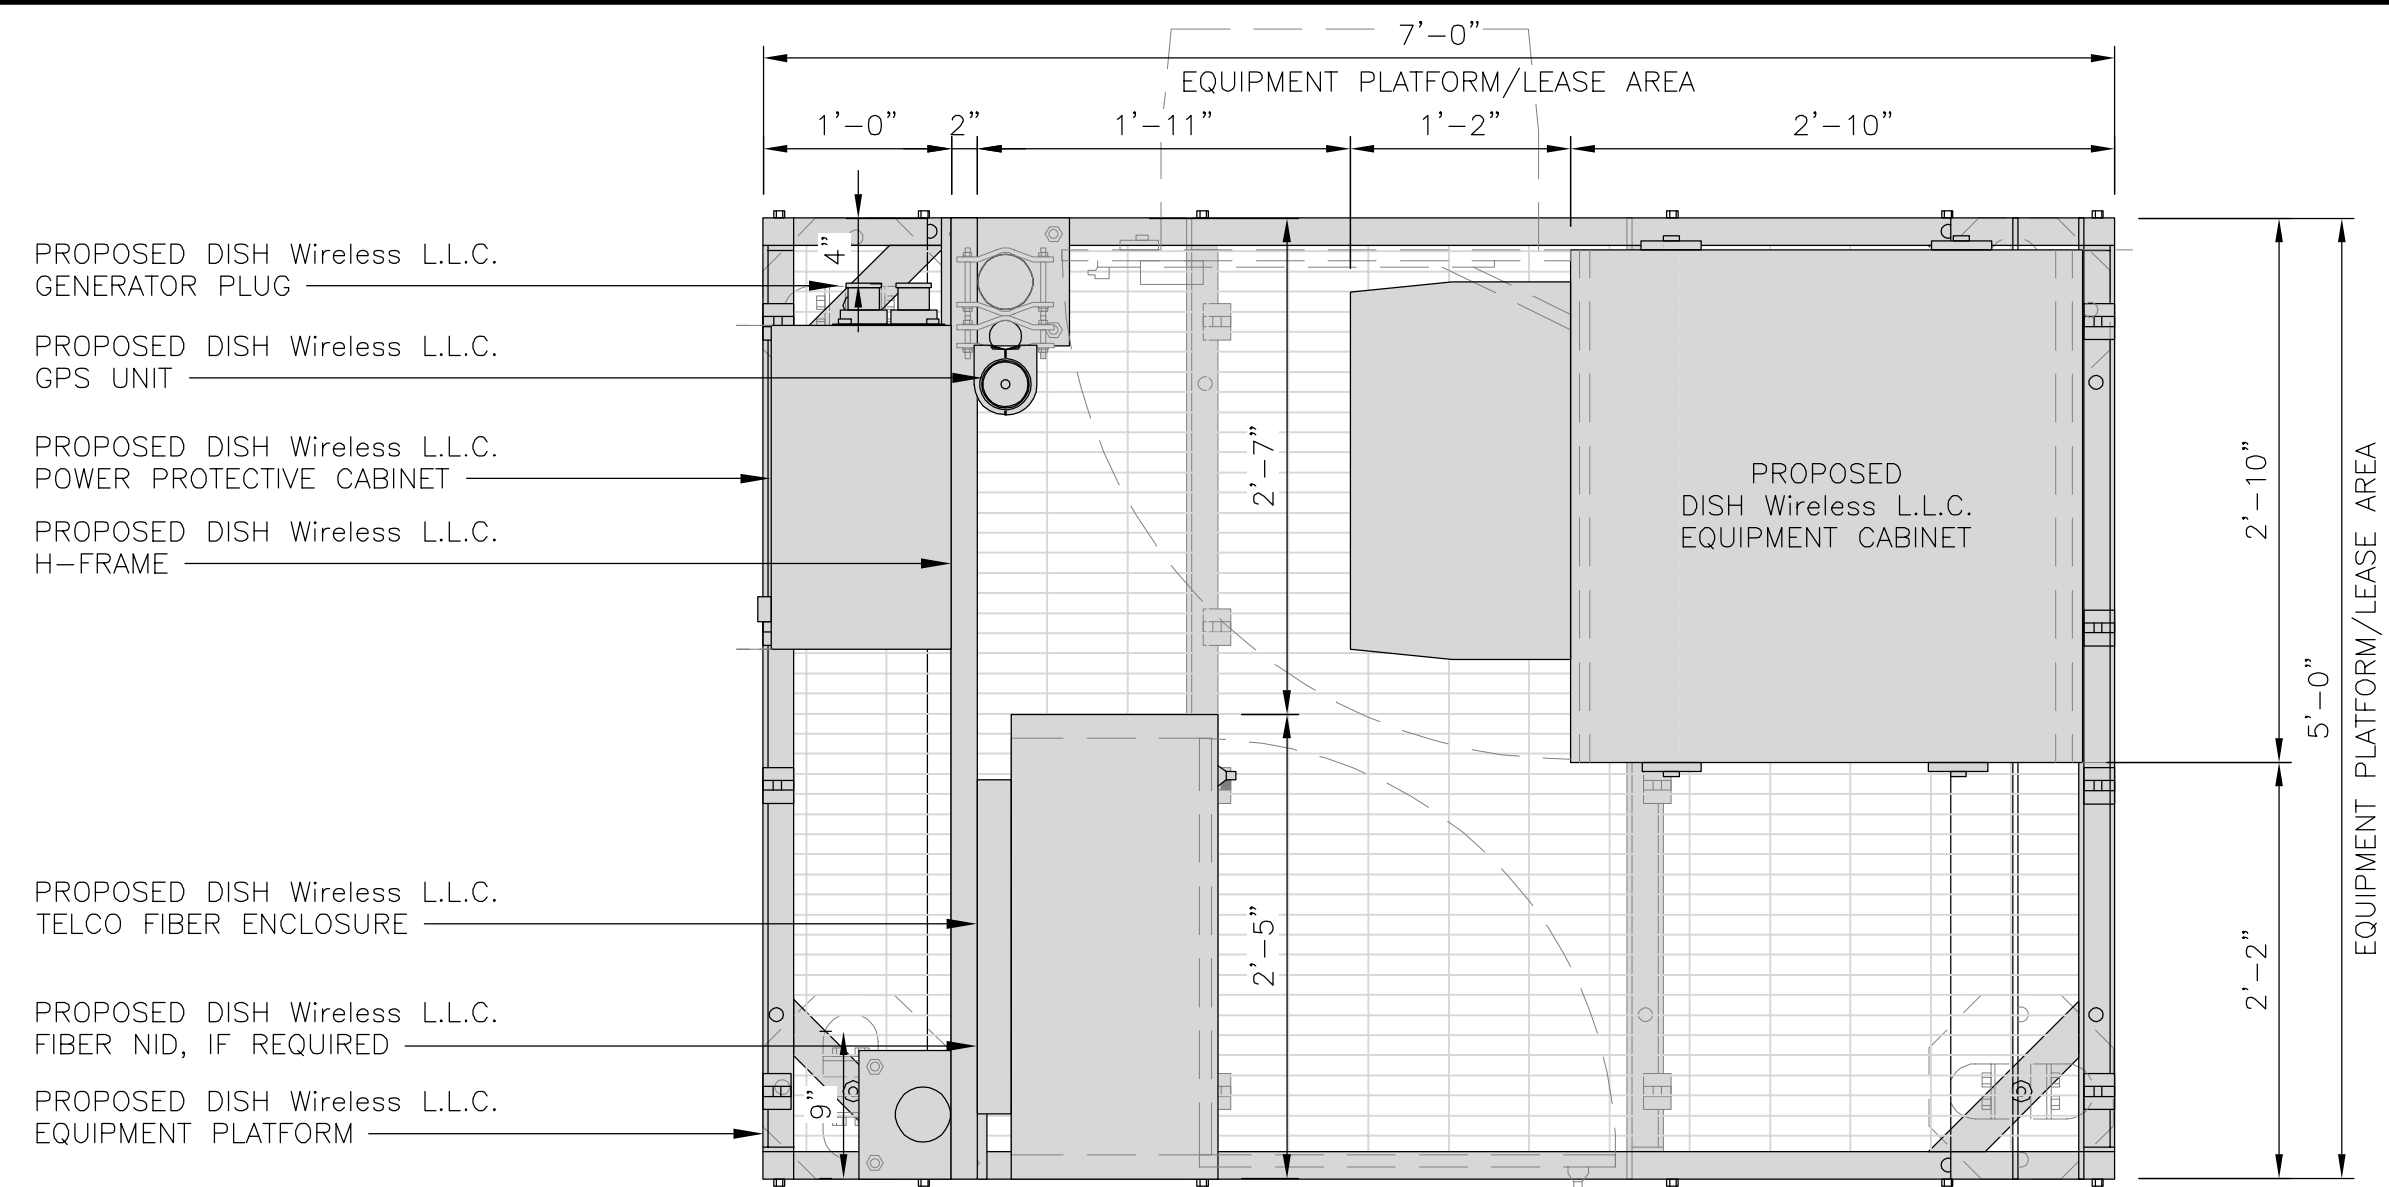 7'-0"
EQUIPMENT PLATFORM/LEASE AREA
1'-0" 2" 1'-11" 1'-2" 2'-10"
4"
PROPOSED DISH Wireless L.L.C.
GENERATOR PLUG
PROPOSED DISH Wireless L.L.C.
GPS UNIT
PROPOSED DISH Wireless L.L.C.
POWER PROTECTIVE CABINET
PROPOSED DISH Wireless L.L.C.
H-FRAME
2'-7"
PROPOSED
DISH Wireless L.L.C.
EQUIPMENT CABINET
2'-10"
5'-0"
EQUIPMENT PLATFORM/LEASE AREA
PROPOSED DISH Wireless L.L.C.
TELCO FIBER ENCLOSURE
2'-5"
2'-2"
PROPOSED DISH Wireless L.L.C.
FIBER NID, IF REQUIRED
9"
PROPOSED DISH Wireless L.L.C.
EQUIPMENT PLATFORM